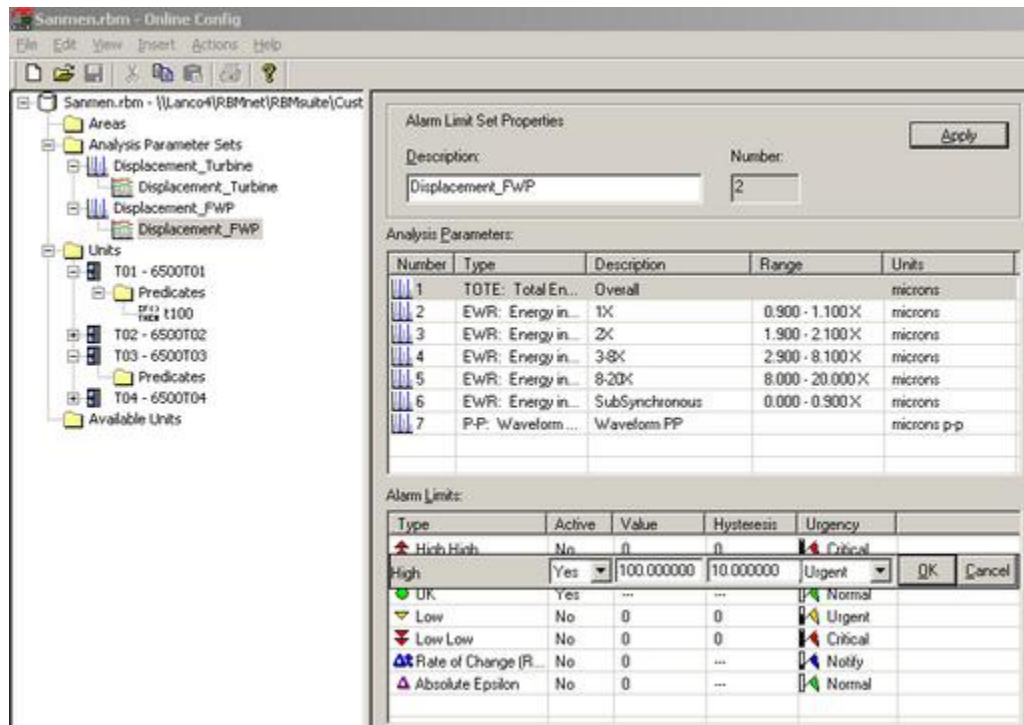 Sanmen.rbm - Online Config
File Edit View Insert Actions Help
Sanmen.rbm - \\Lanco4\RBMnet\RBMsuite\Cust
Areas
Analysis Parameter Sets
Displacement_Turbine
Displacement_Turbine
Displacement_FWP
Displacement_FWP
Units
T01 - 6500T01
Predicates
t100
T02 - 6500T02
T03 - 6500T03
Predicates
T04 - 6500T04
Available Units
Alarm Limit Set Properties
Apply
Description: Number:
Displacement_FWP 2
Analysis Parameters:
Number Type Description Range Units
1 TOTE: Total En... Overall microns
2 EWR: Energy in... 1X 0.900 - 1.100 X microns
3 EWR: Energy in... 2X 1.900 - 2.100 X microns
4 EWR: Energy in... 3-8X 2.900 - 8.100 X microns
5 EWR: Energy in... 8-20X 8.000 - 20.000 X microns
6 EWR: Energy in... SubSynchronous 0.000 - 0.900 X microns
7 P-P: Waveform ... Waveform PP microns p-p
Alarm Limits:
Type Active Value Hysteresis Urgency
High High No 0 0 Critical
High Yes 100.000000 10.000000 Urgent OK Cancel
OK Yes --- --- Normal
Low No 0 0 Urgent
Low Low No 0 0 Critical
Rate of Change (R... No 0 --- Notify
Absolute Epsilon No 0 --- Normal